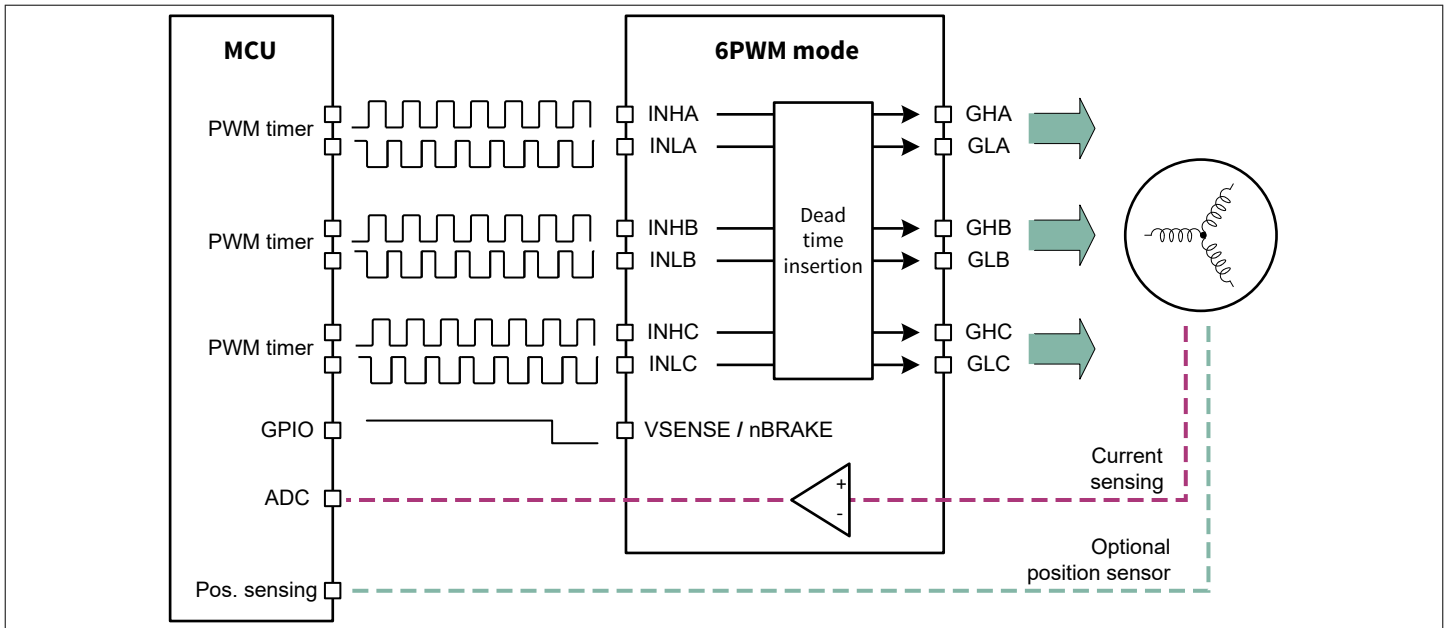 MCU
6PWM mode
PWM timer
INHA
GHA
INLA
GLA
PWM timer
INHB
GHB
INLB
GLB
Dead
time
insertion
PWM timer
INHC
GHC
INLC
GLC
GPIO
VSENSE / nBRAKE
ADC
+
-
Current
sensing
Pos. sensing
Optional
position sensor